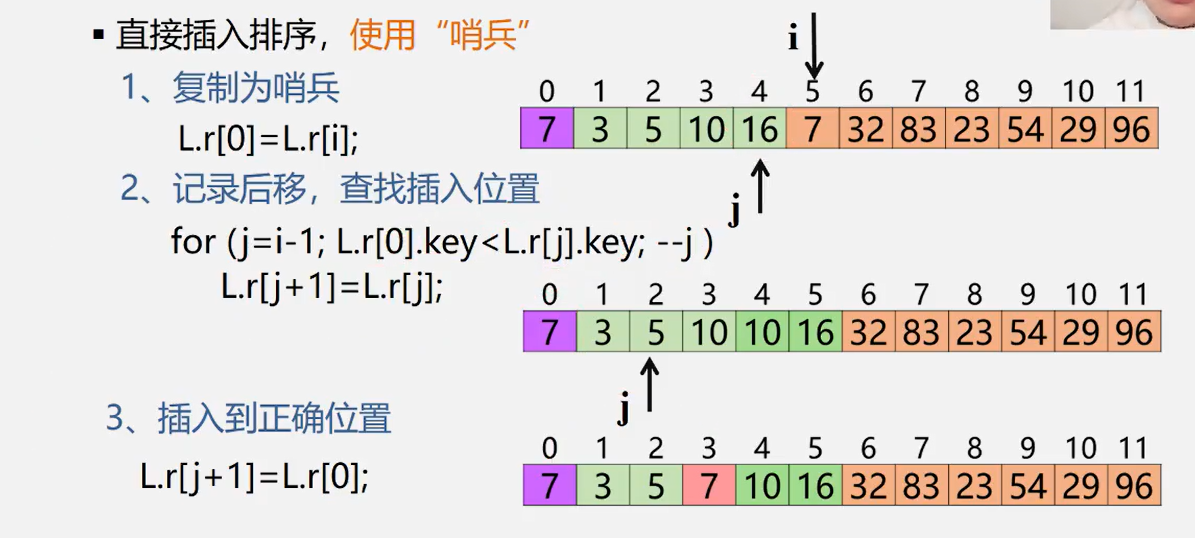 ▪ 直接插入排序，使用“哨兵”
1、复制为哨兵
L.r[0]=L.r[i];
2、记录后移，查找插入位置
for (j=i-1; L.r[0].key<L.r[j].key; --j )
L.r[j+1]=L.r[j];
3、插入到正确位置
L.r[j+1]=L.r[0];
i
0 1 2 3 4 5 6 7 8 9 10 11
7 3 5 10 16 7 32 83 23 54 29 96
j
0 1 2 3 4 5 6 7 8 9 10 11
7 3 5 10 10 16 32 83 23 54 29 96
j
0 1 2 3 4 5 6 7 8 9 10 11
7 3 5 7 10 16 32 83 23 54 29 96